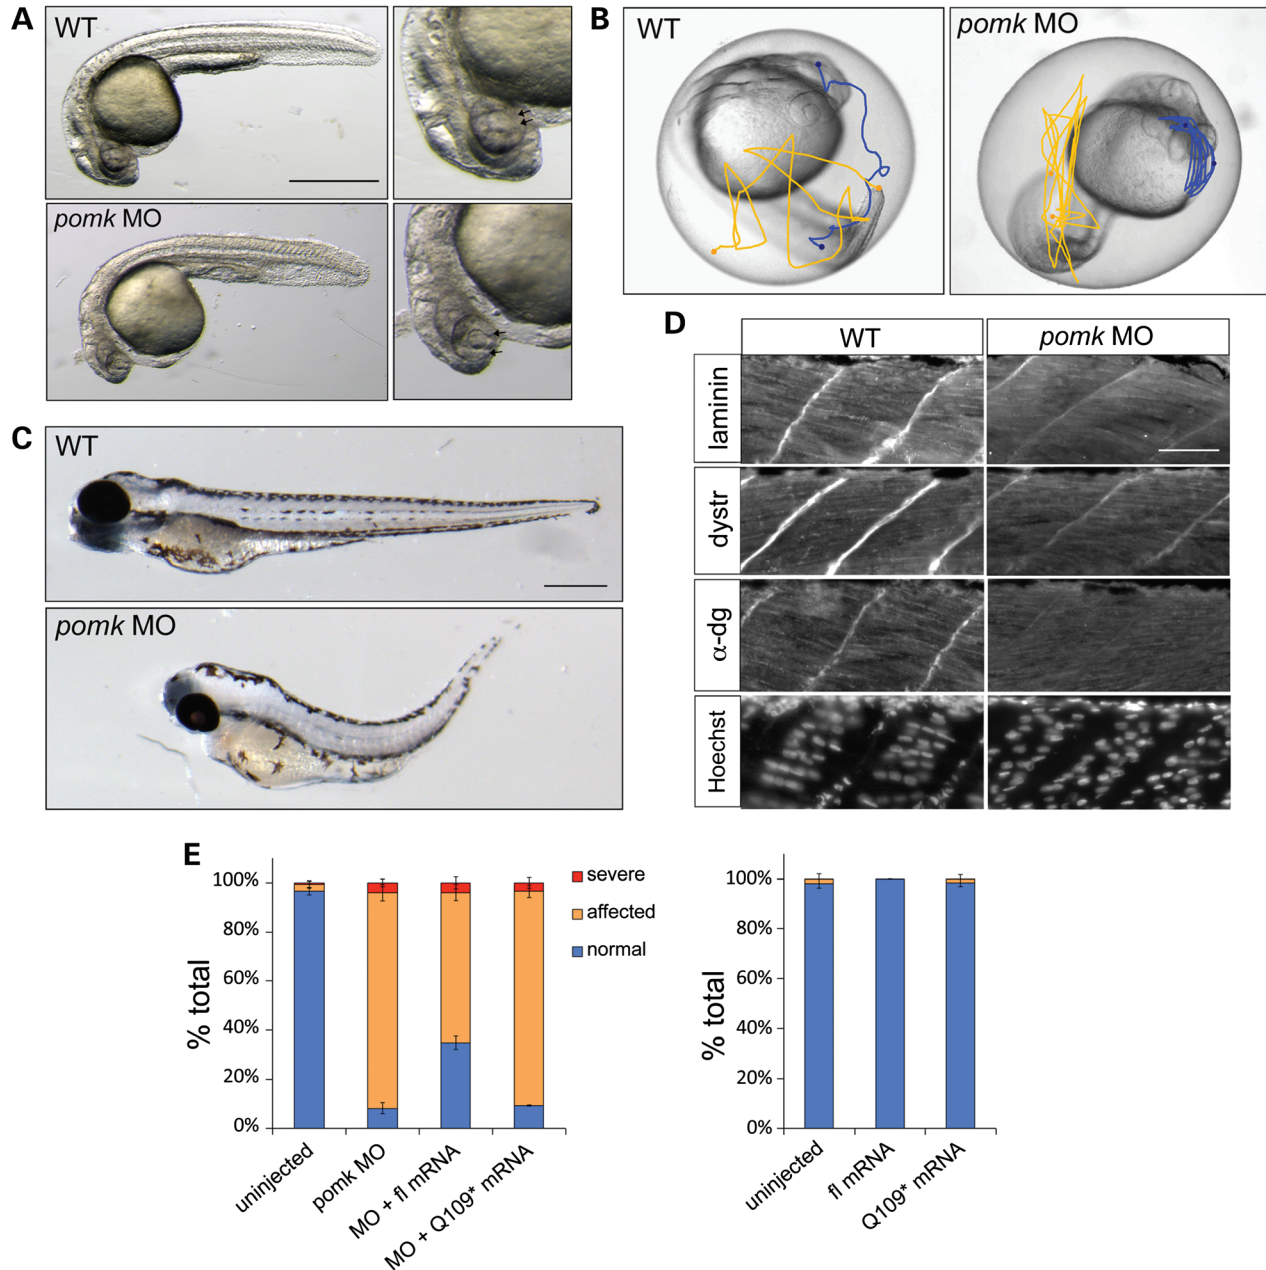 A
WT
pomk MO
B
WT
pomk MO
C
WT
pomk MO
D
WT
pomk MO
laminin
dystr
α-dg
Hoechst
E
% total
100%
80%
60%
40%
20%
0%
uninjected
pomk MO
MO + fl mRNA
MO + Q109* mRNA
severe
affected
normal
% total
100%
80%
60%
40%
20%
0%
uninjected
fl mRNA
Q109* mRNA